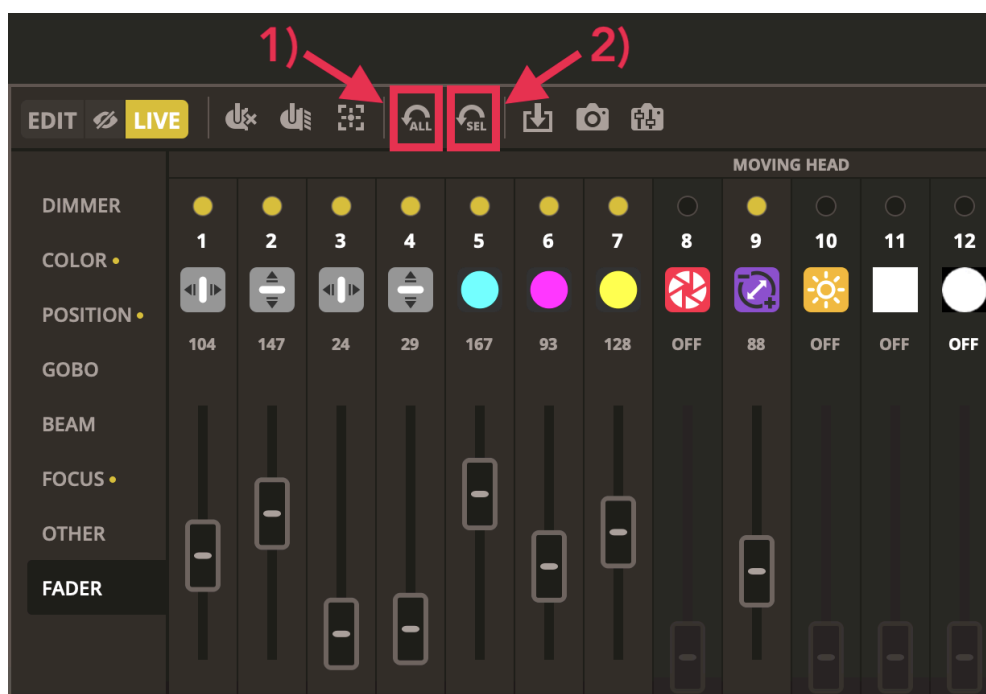 1) 2)
EDIT LIVE ALL SEL
MOVING HEAD
DIMMER
COLOR
POSITION
GOBO
BEAM
FOCUS
OTHER
FADER
1 2 3 4 5 6 7 8 9 10 11 12
104 147 24 29 167 93 128 OFF 88 OFF OFF OFF